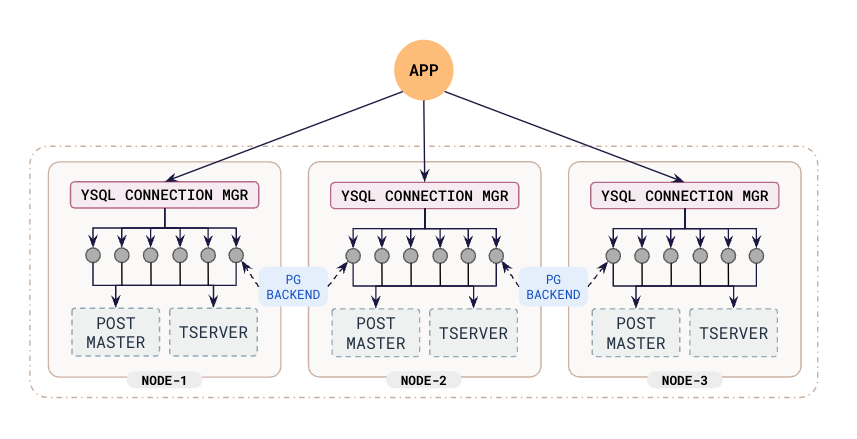 APP
YSQL CONNECTION MGR
YSQL CONNECTION MGR
YSQL CONNECTION MGR
PG
BACKEND
PG
BACKEND
POST
MASTER
TSERVER
POST
MASTER
TSERVER
POST
MASTER
TSERVER
NODE-1
NODE-2
NODE-3